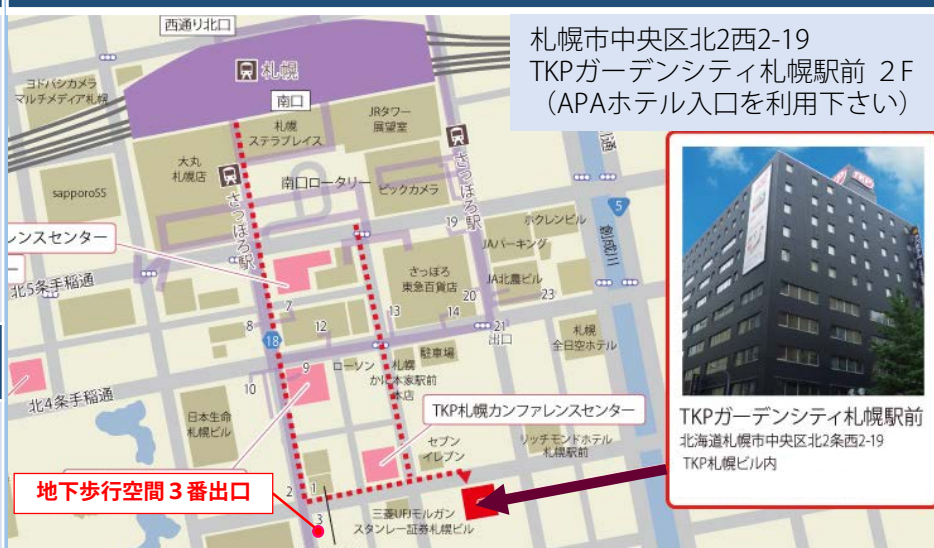 西通り北口
札幌市中央区北2西2-19
TKPガーデンシティ札幌駅前 2F
（APAホテル入口を利用下さい）
札幌
南口
ヨドバシカメラ
マルチメディア札幌
札幌
ステラプレイス
JRタワー
展望室
大丸
札幌店
さっぽろ駅
sapporo55
南口ロータリー
ビックカメラ
さっぽろ駅
5
19
ホクレンビル
創成川
レンスセンター
JAパーキング
さっぽろ
東急百貨店
JA北農ビル
北5条手稲通
7
13
20
14
23
8
12
21
出口
18
駐車場
札幌
全日空ホテル
9
ローソン
札幌
かに本家駅前
本店
10
北4条手稲通
TKP札幌カンファレンスセンター
日本生命
札幌ビル
セブン
イレブン
リッチモンドホテル
札幌駅前
地下歩行空間３番出口
2
1
3
三菱UFJモルガン
スタンレー証券札幌ビル
TKP
TKPガーデンシティ札幌駅前
北海道札幌市中央区北2条西2-19
TKP札幌ビル内